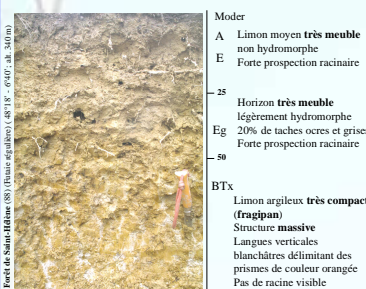 Forêt de Saint-Hélène (88) (Futaie régulière) ( 48°18' - 6°40' ; alt. 340 m)
Moder
A
Limon moyen très meuble
non hydromorphe
E
Forte prospection racinaire
25
Horizon très meuble
légèrement hydromorphe
Eg
20% de taches ocres et grises
Forte prospection racinaire
50
BTx
Limon argileux très compact
(fragipan)
Structure massive
Langues verticales
blanchâtres délimitant des
prismes de couleur orangée
Pas de racine visible